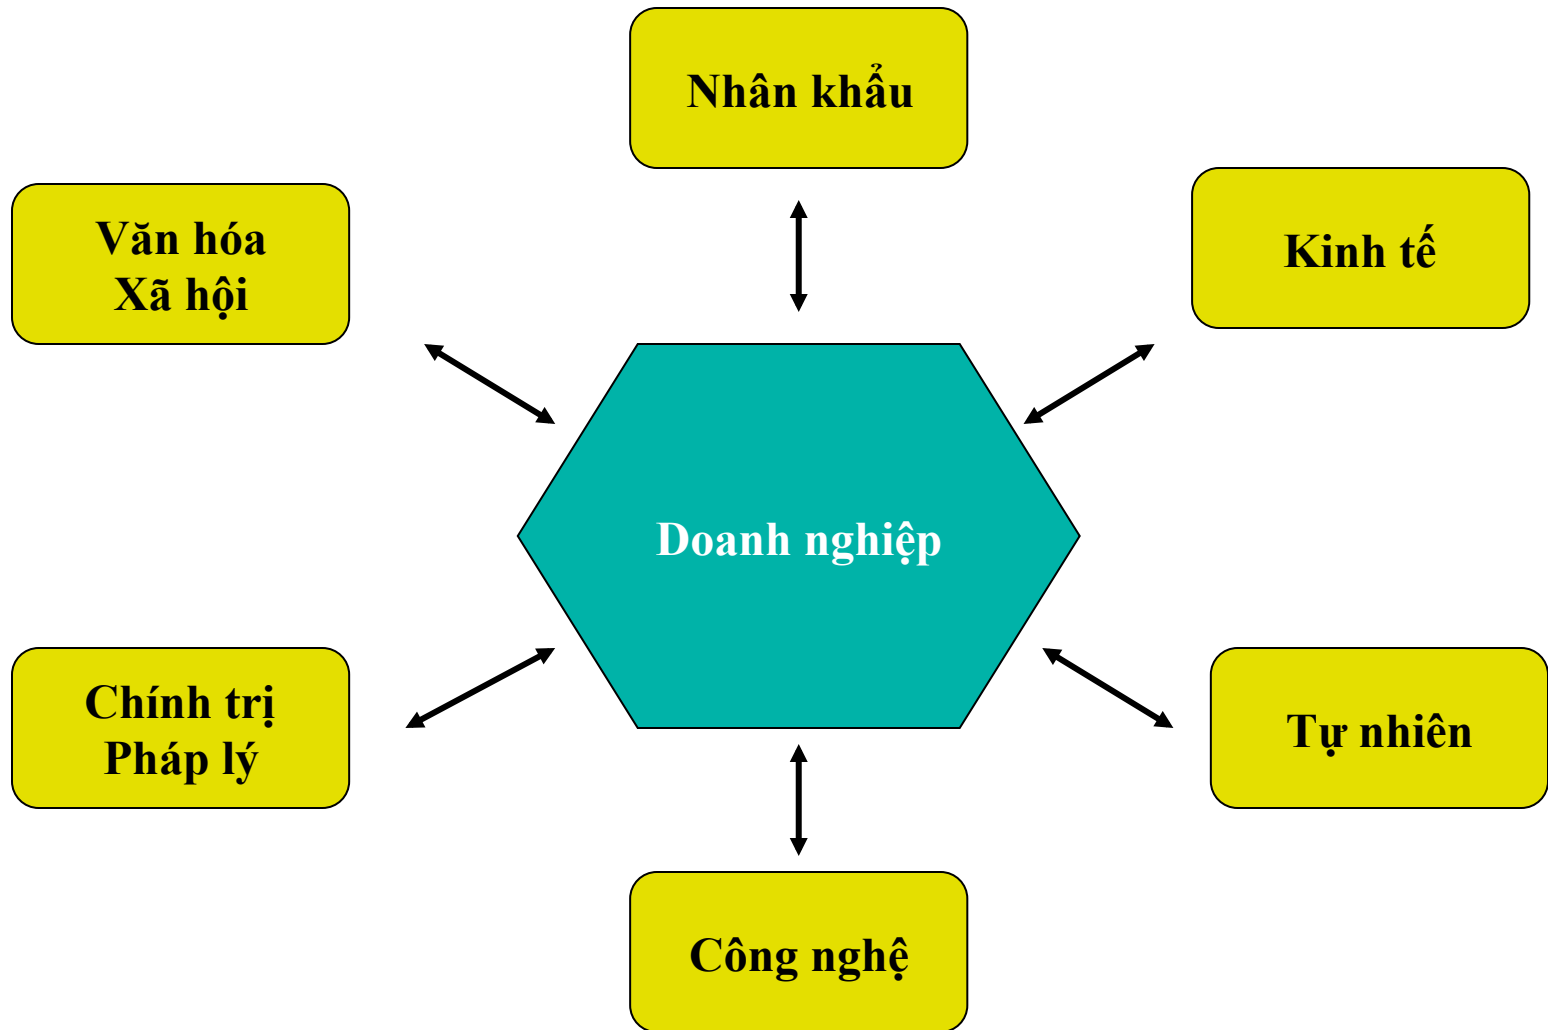 Nhân khẩu
Văn hóa
Xã hội
Kinh tế
Doanh nghiệp
Chính trị
Pháp lý
Tự nhiên
Công nghệ